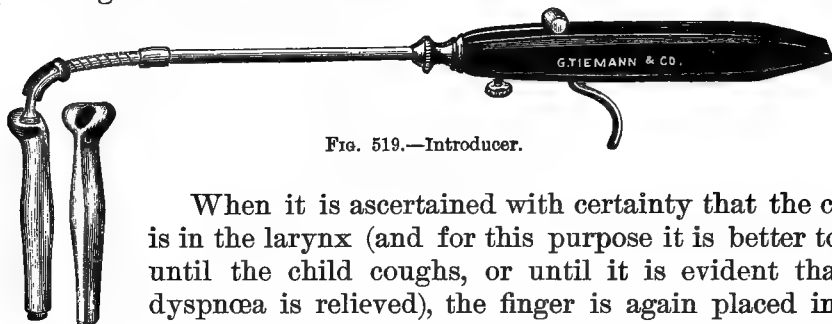 G.TIEMANN & CO.
FIG. 519.—Introducer.
When it is ascertained with certainty that the
is in the larynx (and for this purpose it is better to
until the child coughs, or until it is evident
dyspnœa is relieved), the finger is again placed in